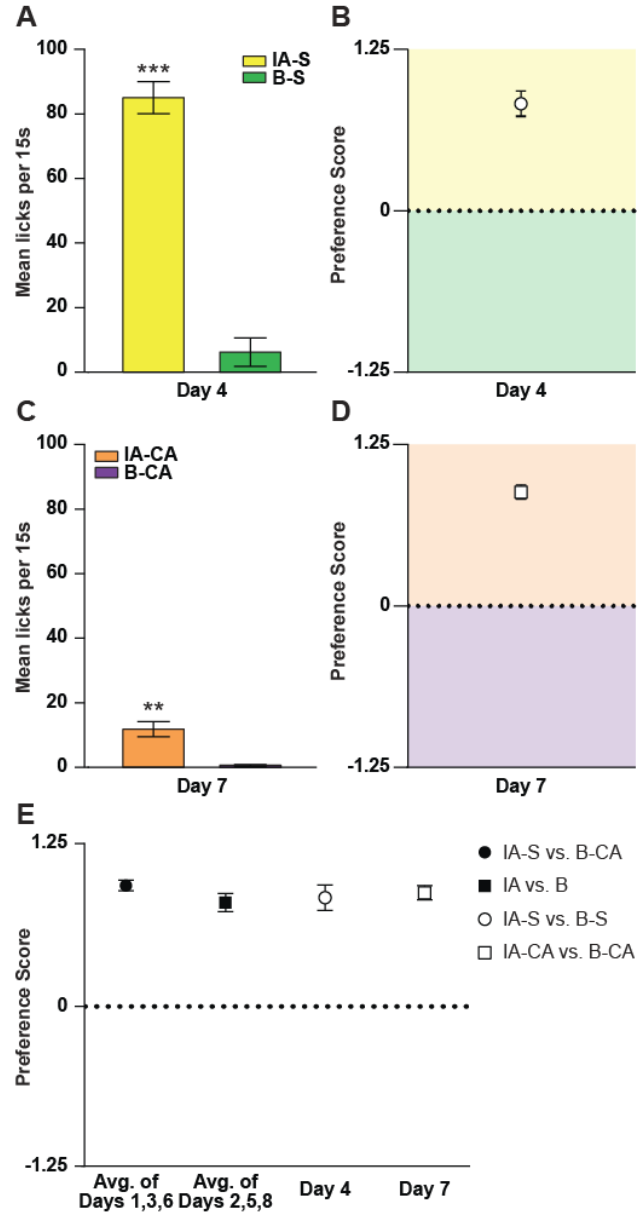 A
Mean licks per 15s
100
80
60
40
20
0
***
IA-S
B-S
Day 4
B
Preference Score
1.25
0
-1.25
Day 4
C
Mean licks per 15s
100
80
60
40
20
0
**
IA-CA
B-CA
Day 7
D
Preference Score
1.25
0
-1.25
Day 7
E
Preference Score
1.25
0
-1.25
Avg. of
Days 1,3,6
Avg. of
Days 2,5,8
Day 4
Day 7
IA-S vs. B-CA
IA vs. B
IA-S vs. B-S
IA-CA vs. B-CA